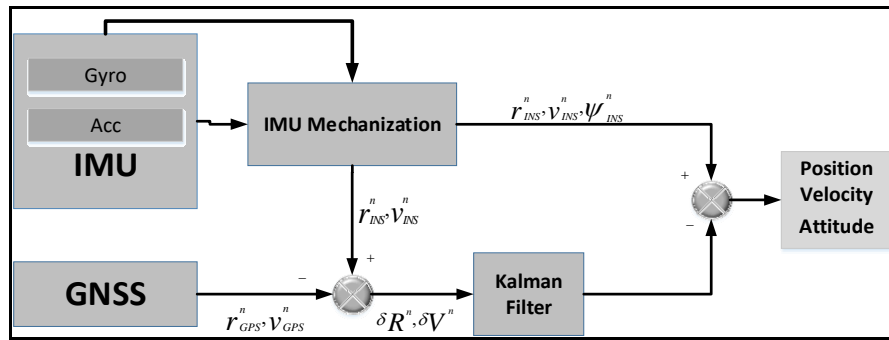 Gyro
Acc
IMU
IMU Mechanization
r^n_INS, v^n_INS, ψ^n_INS
+
−
Position
Velocity
Attitude
r^n_INS, v^n_INS
+
−
GNSS
r^n_GPS, v^n_GPS
δR^n, δV^n
Kalman
Filter